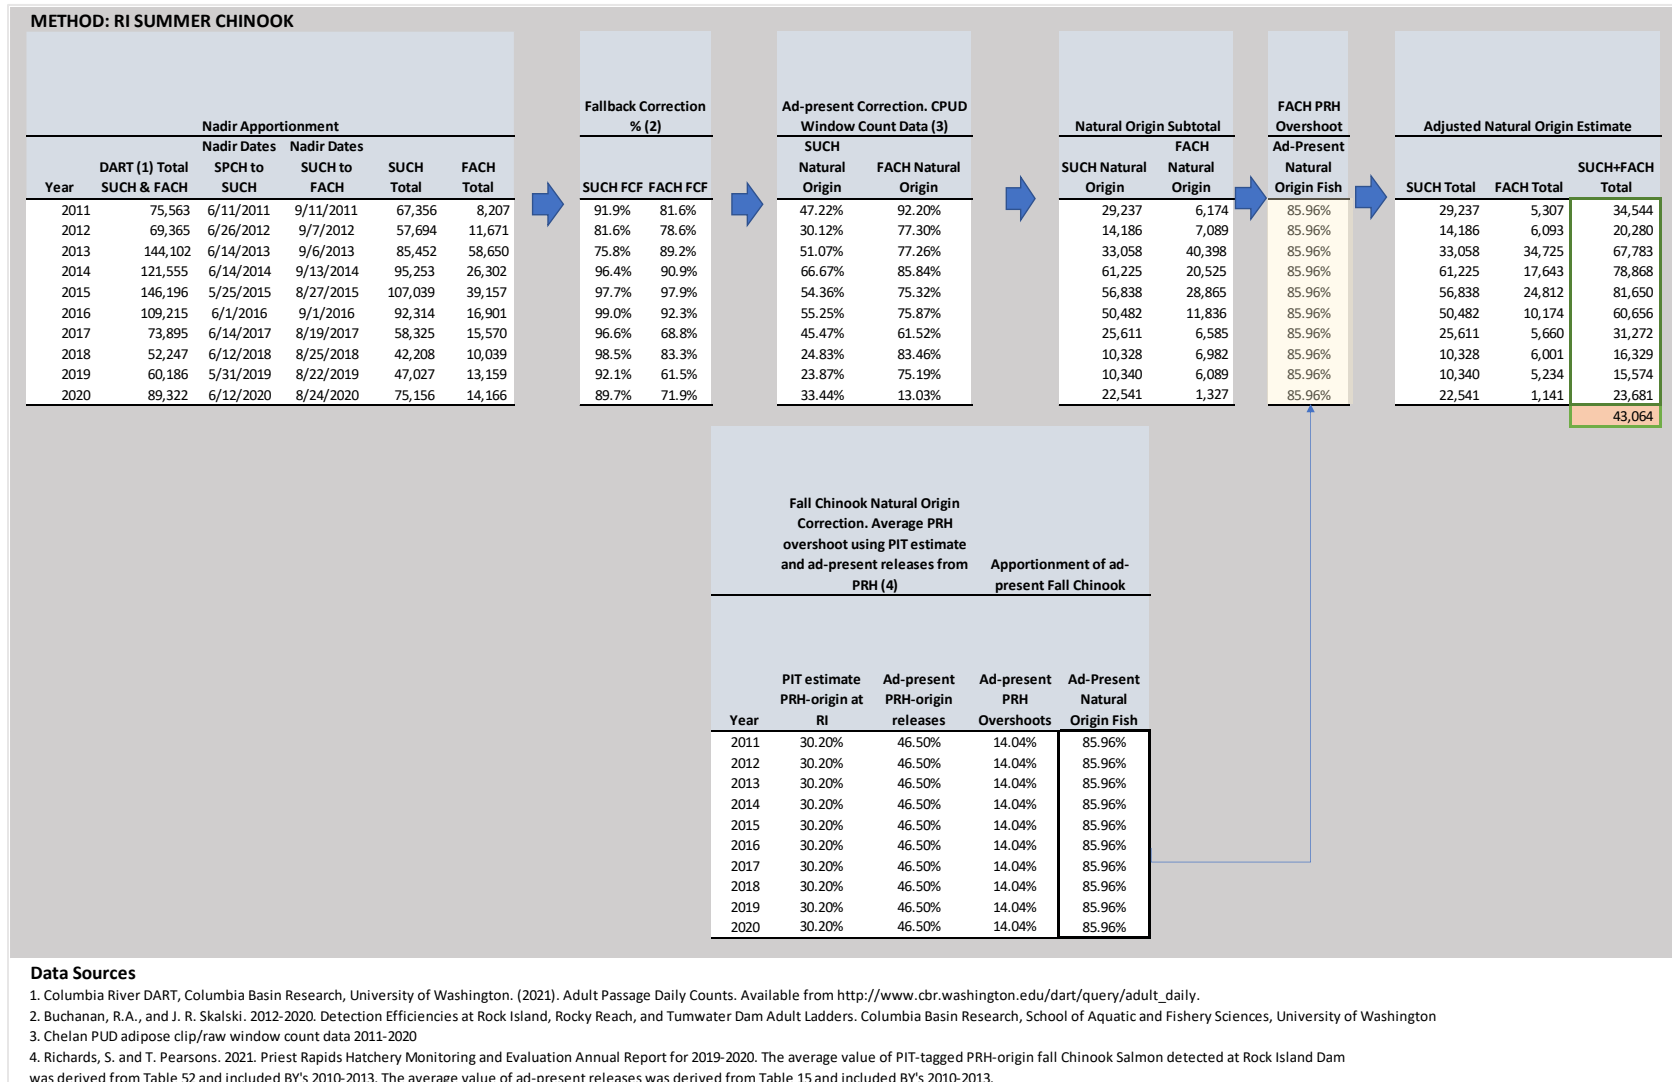 METHOD: RI SUMMER CHINOOK
Nadir Apportionment
Fallback Correction % (2)
Ad-present Correction. CPUD Window Count Data (3)
Natural Origin Subtotal
FACH PRH Overshoot
Adjusted Natural Origin Estimate
Year DART (1) Total SUCH & FACH Nadir Dates SPCH to SUCH Nadir Dates SUCH to FACH SUCH Total FACH Total SUCH FCF FACH FCF SUCH Natural Origin FACH Natural Origin SUCH Natural Origin FACH Natural Origin Ad-Present Natural Origin Fish SUCH Total FACH Total SUCH+FACH Total
2011 75,563 6/11/2011 9/11/2011 67,356 8,207 91.9% 81.6% 47.22% 92.20% 29,237 6,174 85.96% 29,237 5,307 34,544
2012 69,365 6/26/2012 9/7/2012 57,694 11,671 81.6% 78.6% 30.12% 77.30% 14,186 7,089 85.96% 14,186 6,093 20,280
2013 144,102 6/14/2013 9/6/2013 85,452 58,650 75.8% 89.2% 51.07% 77.26% 33,058 40,398 85.96% 33,058 34,725 67,783
2014 121,555 6/14/2014 9/13/2014 95,253 26,302 96.4% 90.9% 66.67% 85.84% 61,225 20,525 85.96% 61,225 17,643 78,868
2015 146,196 5/25/2015 8/27/2015 107,039 39,157 97.7% 97.9% 54.36% 75.32% 56,838 28,865 85.96% 56,838 24,812 81,650
2016 109,215 6/1/2016 9/1/2016 92,314 16,901 99.0% 92.3% 55.25% 75.87% 50,482 11,836 85.96% 50,482 10,174 60,656
2017 73,895 6/14/2017 8/19/2017 58,325 15,570 96.6% 68.8% 45.47% 61.52% 25,611 6,585 85.96% 25,611 5,660 31,272
2018 52,247 6/12/2018 8/25/2018 42,208 10,039 98.5% 83.3% 24.83% 83.46% 10,328 6,982 85.96% 10,328 6,001 16,329
2019 60,186 5/31/2019 8/22/2019 47,027 13,159 92.1% 61.5% 23.87% 75.19% 10,340 6,089 85.96% 10,340 5,234 15,574
2020 89,322 6/12/2020 8/24/2020 75,156 14,166 89.7% 71.9% 33.44% 13.03% 22,541 1,327 85.96% 22,541 1,141 23,681
43,064
Fall Chinook Natural Origin
Correction. Average PRH
overshoot using PIT estimate
and ad-present releases from
PRH (4)
Apportionment of ad-
present Fall Chinook
Year PIT estimate PRH-origin at RI Ad-present PRH-origin releases Ad-present PRH Overshoots Ad-Present Natural Origin Fish
2011 30.20% 46.50% 14.04% 85.96%
2012 30.20% 46.50% 14.04% 85.96%
2013 30.20% 46.50% 14.04% 85.96%
2014 30.20% 46.50% 14.04% 85.96%
2015 30.20% 46.50% 14.04% 85.96%
2016 30.20% 46.50% 14.04% 85.96%
2017 30.20% 46.50% 14.04% 85.96%
2018 30.20% 46.50% 14.04% 85.96%
2019 30.20% 46.50% 14.04% 85.96%
2020 30.20% 46.50% 14.04% 85.96%
Data Sources
1. Columbia River DART, Columbia Basin Research, University of Washington. (2021). Adult Passage Daily Counts. Available from http://www.cbr.washington.edu/dart/query/adult_daily.
2. Buchanan, R.A., and J. R. Skalski. 2012-2020. Detection Efficiencies at Rock Island, Rocky Reach, and Tumwater Dam Adult Ladders. Columbia Basin Research, School of Aquatic and Fishery Sciences, University of Washington
3. Chelan PUD adipose clip/raw window count data 2011-2020
4. Richards, S. and T. Pearsons. 2021. Priest Rapids Hatchery Monitoring and Evaluation Annual Report for 2019-2020. The average value of PIT-tagged PRH-origin fall Chinook Salmon detected at Rock Island Dam
was derived from Table 52 and included BY's 2010-2013. The average value of ad-present releases was derived from Table 15 and included BY's 2010-2013.